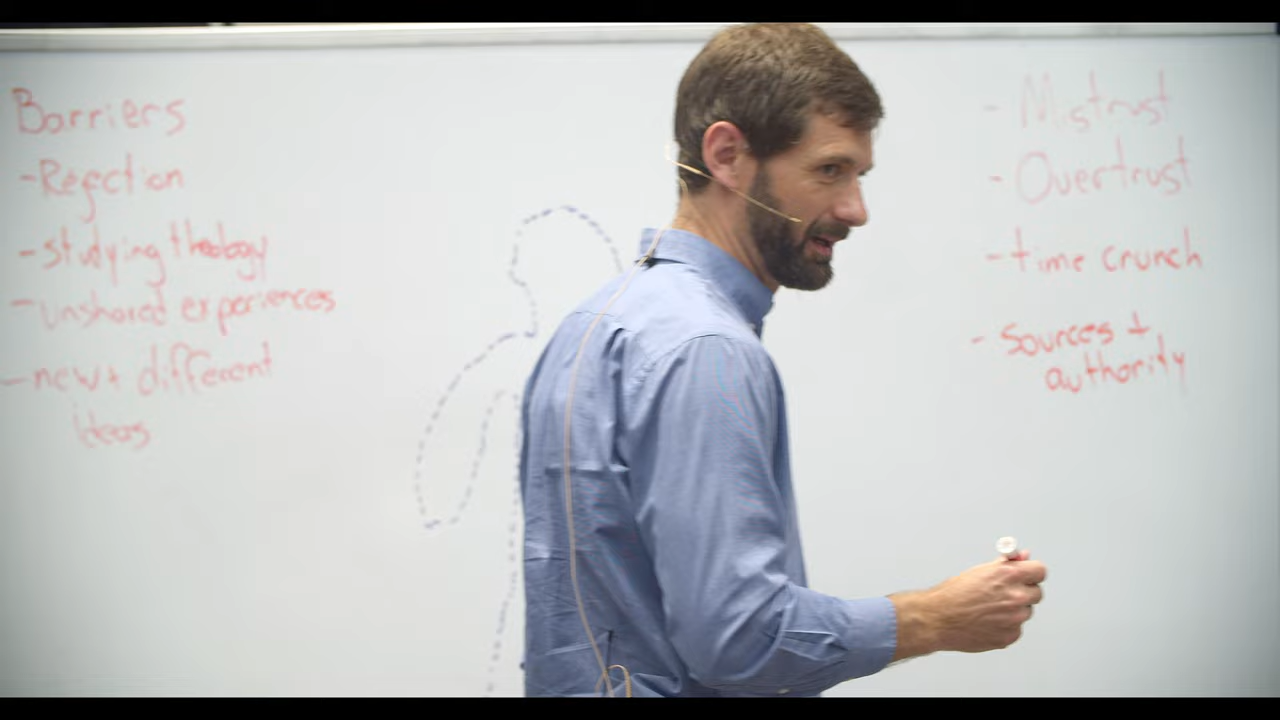 Barriers
- Rejection
- studying theology
- unshared experiences
- new + different
ideas
- Mistrust
- Overtrust
- time crunch
- Sources +
authority